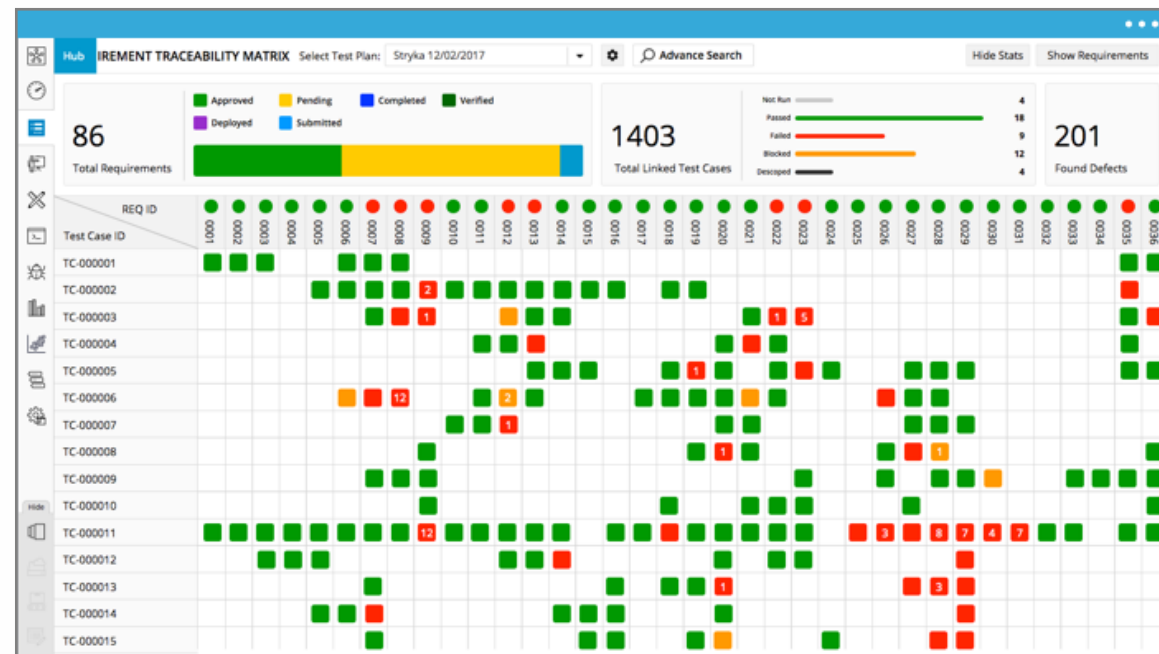 Hub IREMENT TRACEABILITY MATRIX Select Test Plan: Stryka 12/02/2017 Advance Search Hide Stats Show Requirements
86
Total Requirements
Approved Pending Completed Verified
Deployed Submitted
1403
Total Linked Test Cases
Not Run 4
Passed 18
Failed 9
Blocked 12
Descoped 4
201
Found Defects
REQ ID
Test Case ID
0001 0002 0003 0004 0005 0006 0007 0008 0009 0010 0011 0012 0013 0014 0015 0016 0017 0018 0019 0020 0021 0022 0023 0024 0025 0026 0027 0028 0029 0030 0031 0032 0033 0034 0035 0036
TC-000001
TC-000002 2
TC-000003 1 1 5
TC-000004
TC-000005 1
TC-000006 12 2
TC-000007 1
TC-000008 1 1
TC-000009
Hide
TC-000010
TC-000011 12 3 8 7 4 7
TC-000012
TC-000013 1 3
TC-000014
TC-000015